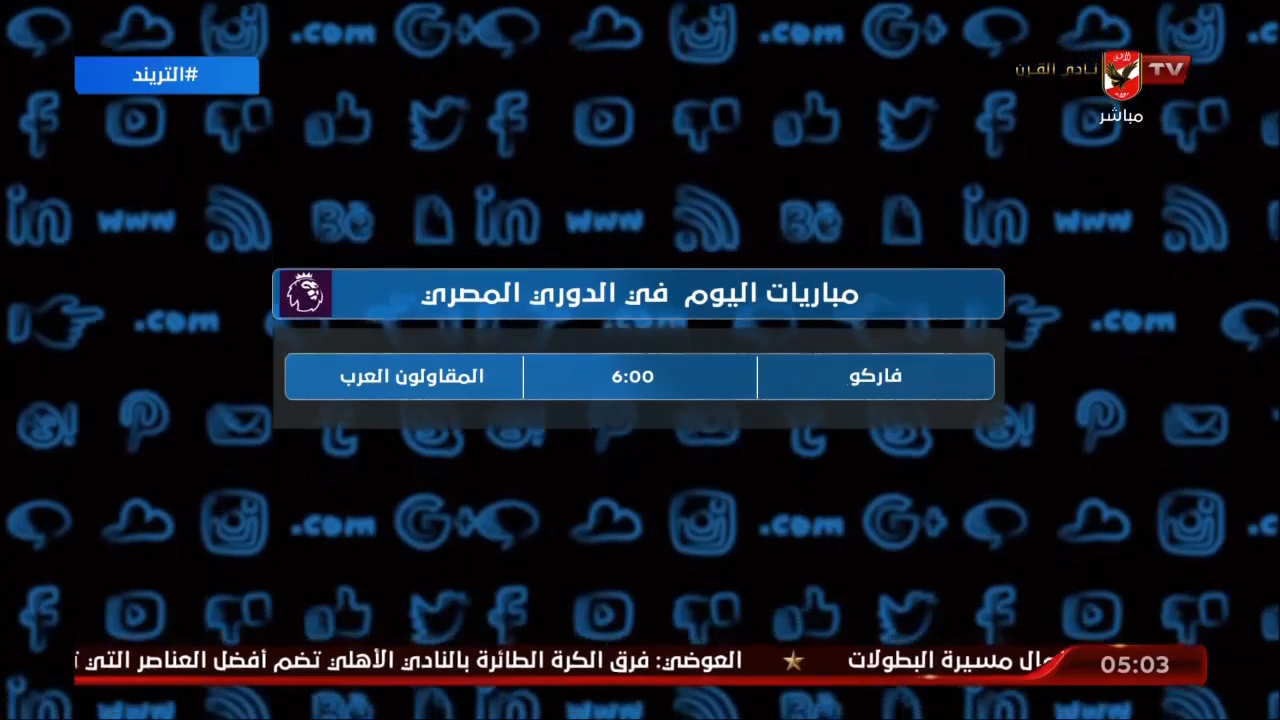 #التريند
نادي القرن
TV
مباشر
مباريات اليوم في الدوري المصري
فاركو 6:00 المقاولون العرب
مسيرة البطولات ★ العوضي: فرق الكرة الطائرة بالنادي الأهلي تضم أفضل العناصر التي
05:03